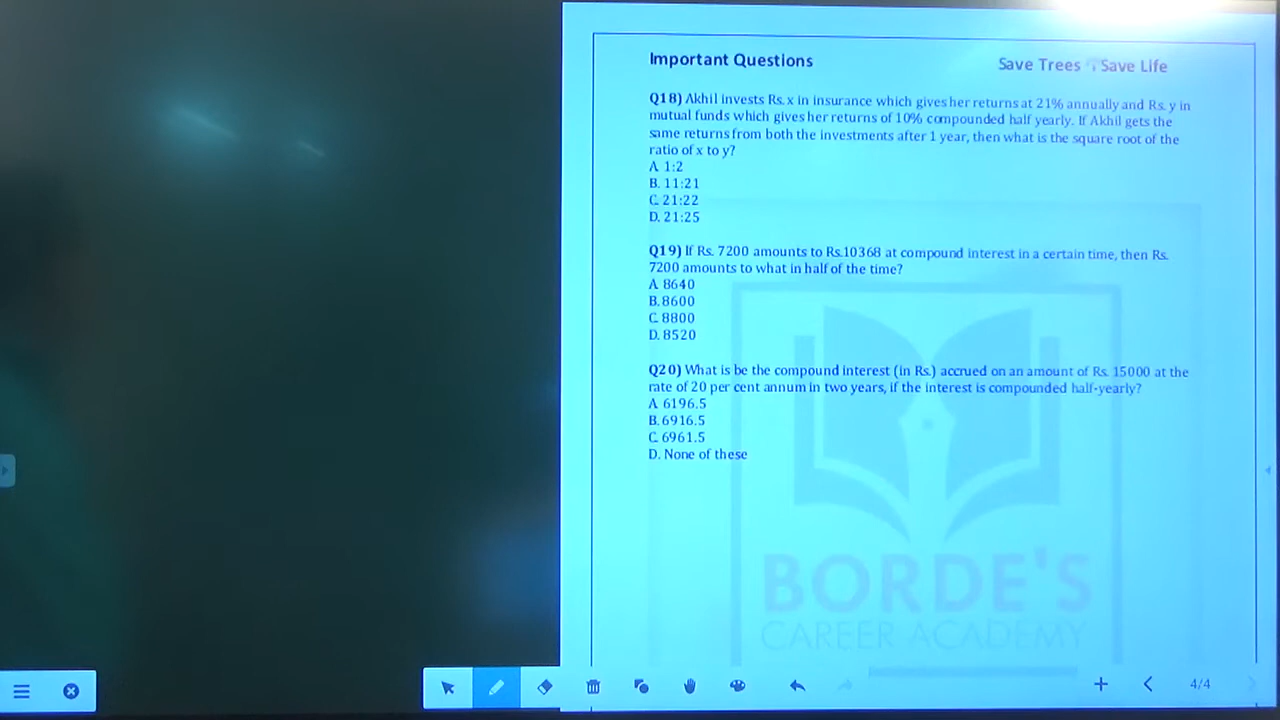 Important Questions
Save Trees Save Life
Q18) Akhil invests Rs. x in insurance which gives her returns at 21% annually and Rs. y in
mutual funds which gives her returns of 10% compounded half yearly. If Akhil gets the
same returns from both the investments after 1 year, then what is the square root of the
ratio of x to y?
A. 1:2
B. 11:21
C. 21:22
D. 21:25
Q19) If Rs. 7200 amounts to Rs.10368 at compound interest in a certain time, then Rs.
7200 amounts to what in half of the time?
A. 8640
B. 8600
C. 8800
D. 8520
Q20) What is be the compound interest (in Rs.) accrued on an amount of Rs. 15000 at the
rate of 20 per cent annum in two years, if the interest is compounded half-yearly?
A. 6196.5
B. 6916.5
C. 6961.5
D. None of these
BORDE'S
CAREER ACADEMY
4/4